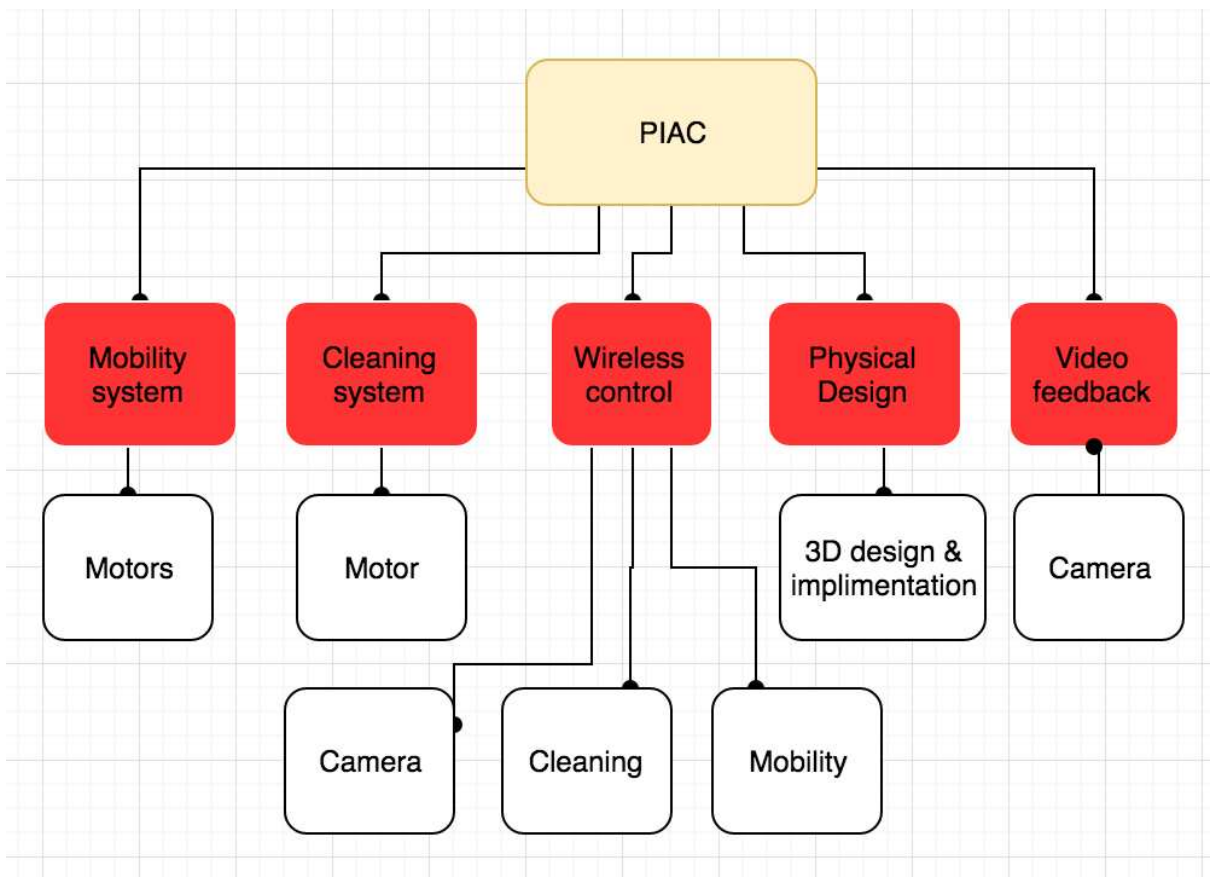 PIAC
Mobility
system
Cleaning
system
Wireless
control
Physical
Design
Video
feedback
Motors
Motor
3D design &
implimentation
Camera
Camera
Cleaning
Mobility